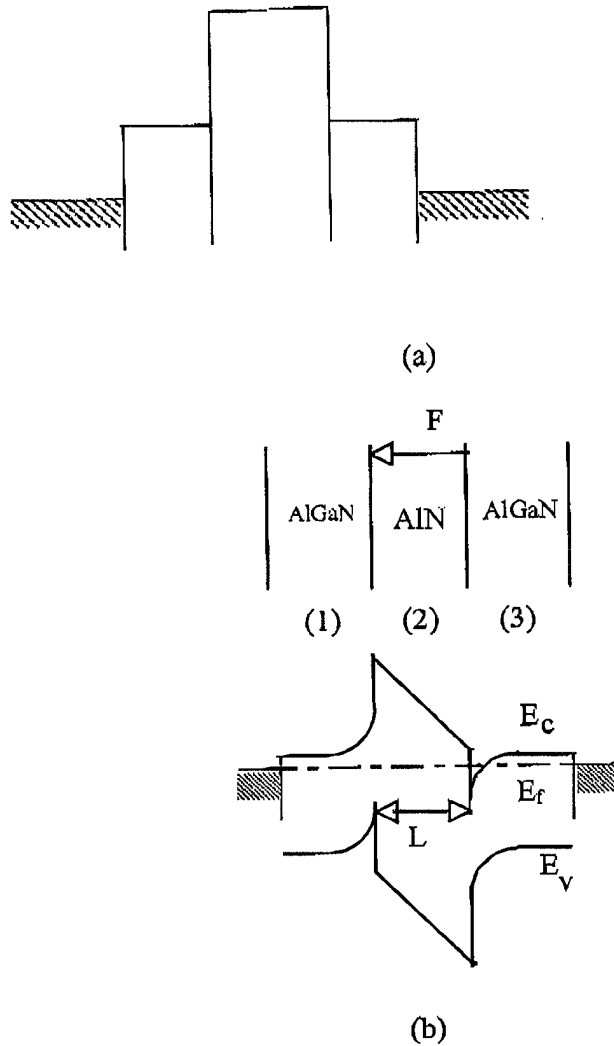 (a)
F
AlGaN AlN AlGaN
(1) (2) (3)
E_c
E_f
L
E_v
(b)